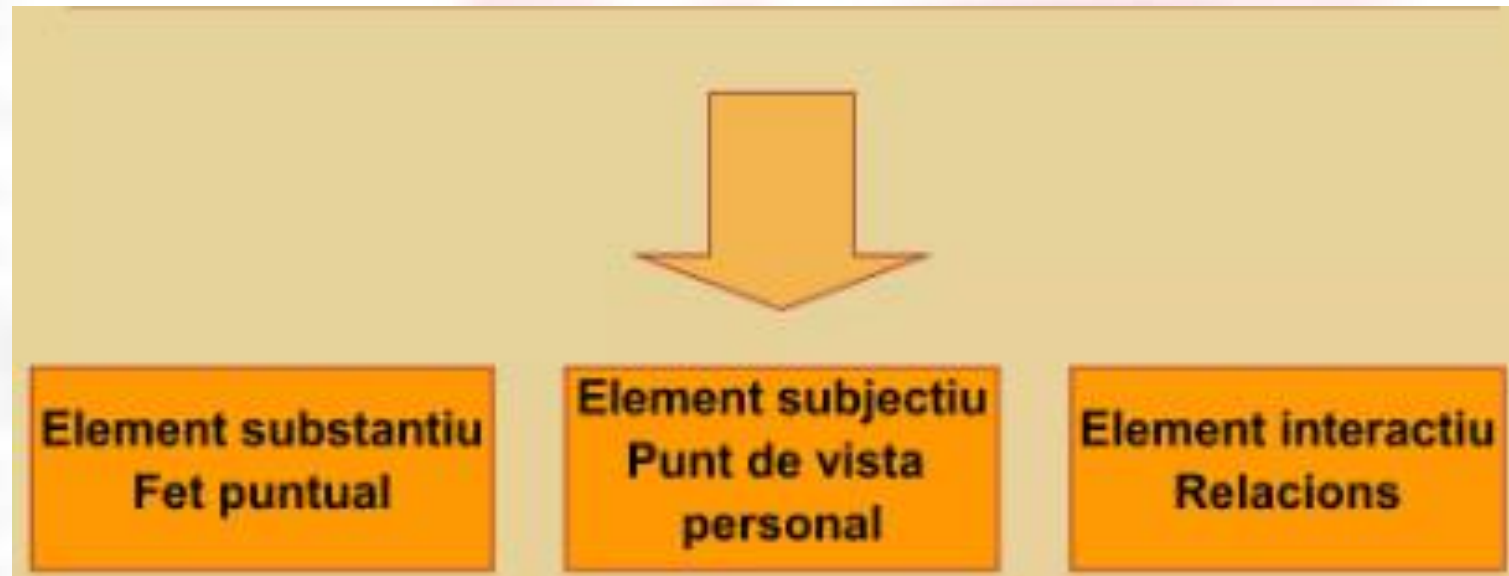 Element substantiu
Fet puntual
Element subjectiu
Punt de vista
personal
Element interactiu
Relacions